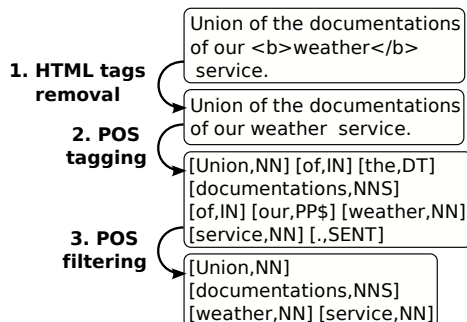 Union of the documentations
of our <b>weather</b>
service.
1. HTML tags
removal
Union of the documentations
of our weather service.
2. POS
tagging
[Union,NN] [of,IN] [the,DT]
[documentations,NNS]
[of,IN] [our,PP$] [weather,NN]
[service,NN] [.,SENT]
3. POS
filtering
[Union,NN]
[documentations,NNS]
[weather,NN] [service,NN]